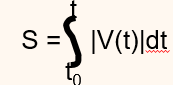 t
S = ∫ |V(t)|dt
t₀